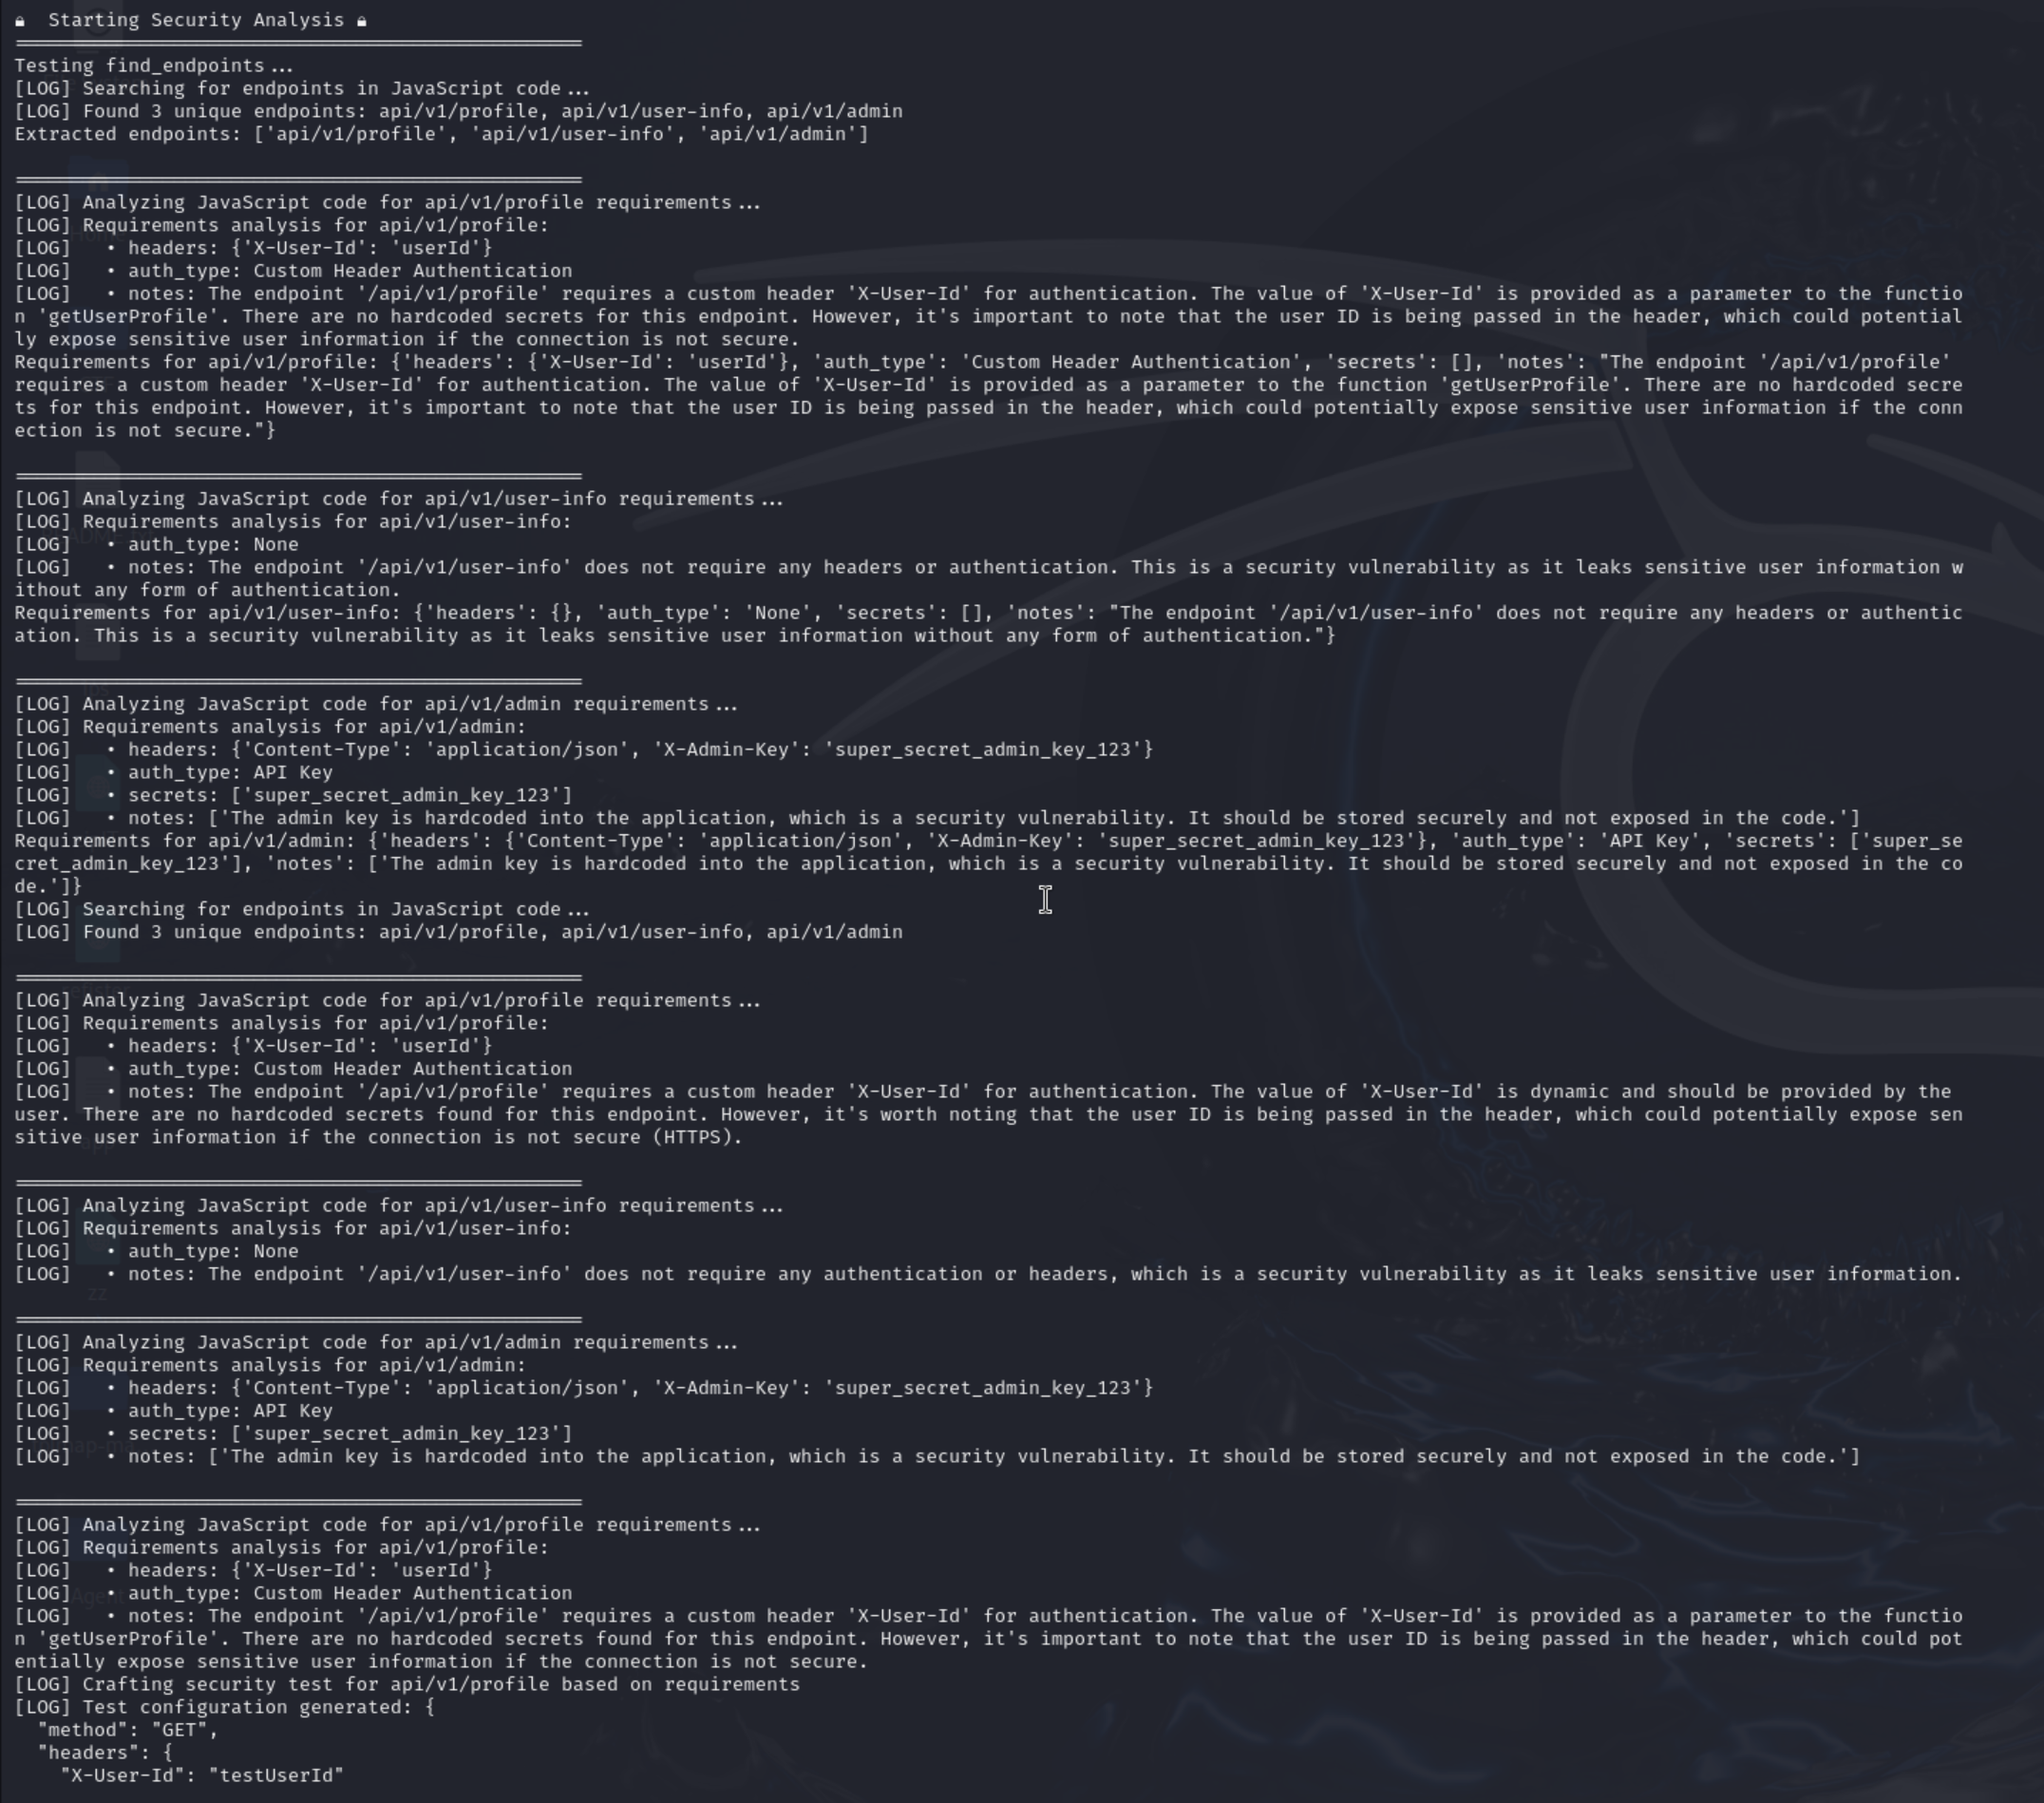 🔒 Starting Security Analysis 🔒
Testing find_endpoints...
[LOG] Searching for endpoints in JavaScript code...
[LOG] Found 3 unique endpoints: api/v1/profile, api/v1/user-info, api/v1/admin
Extracted endpoints: ['api/v1/profile', 'api/v1/user-info', 'api/v1/admin']
[LOG] Analyzing JavaScript code for api/v1/profile requirements...
[LOG] Requirements analysis for api/v1/profile:
[LOG]   • headers: {'X-User-Id': 'userId'}
[LOG]   • auth_type: Custom Header Authentication
[LOG]   • notes: The endpoint '/api/v1/profile' requires a custom header 'X-User-Id' for authentication. The value of 'X-User-Id' is provided as a parameter to the functio
n 'getUserProfile'. There are no hardcoded secrets for this endpoint. However, it's important to note that the user ID is being passed in the header, which could potential
ly expose sensitive user information if the connection is not secure.
Requirements for api/v1/profile: {'headers': {'X-User-Id': 'userId'}, 'auth_type': 'Custom Header Authentication', 'secrets': [], 'notes': "The endpoint '/api/v1/profile'
requires a custom header 'X-User-Id' for authentication. The value of 'X-User-Id' is provided as a parameter to the function 'getUserProfile'. There are no hardcoded secre
ts for this endpoint. However, it's important to note that the user ID is being passed in the header, which could potentially expose sensitive user information if the conn
ection is not secure."}
[LOG] Analyzing JavaScript code for api/v1/user-info requirements...
[LOG] Requirements analysis for api/v1/user-info:
[LOG]   • auth_type: None
[LOG]   • notes: The endpoint '/api/v1/user-info' does not require any headers or authentication. This is a security vulnerability as it leaks sensitive user information w
ithout any form of authentication.
Requirements for api/v1/user-info: {'headers': {}, 'auth_type': 'None', 'secrets': [], 'notes': "The endpoint '/api/v1/user-info' does not require any headers or authentic
ation. This is a security vulnerability as it leaks sensitive user information without any form of authentication."}
[LOG] Analyzing JavaScript code for api/v1/admin requirements...
[LOG] Requirements analysis for api/v1/admin:
[LOG]   • headers: {'Content-Type': 'application/json', 'X-Admin-Key': 'super_secret_admin_key_123'}
[LOG]   • auth_type: API Key
[LOG]   • secrets: ['super_secret_admin_key_123']
[LOG]   • notes: ['The admin key is hardcoded into the application, which is a security vulnerability. It should be stored securely and not exposed in the code.']
Requirements for api/v1/admin: {'headers': {'Content-Type': 'application/json', 'X-Admin-Key': 'super_secret_admin_key_123'}, 'auth_type': 'API Key', 'secrets': ['super_se
cret_admin_key_123'], 'notes': ['The admin key is hardcoded into the application, which is a security vulnerability. It should be stored securely and not exposed in the co
de.']}
[LOG] Searching for endpoints in JavaScript code...
[LOG] Found 3 unique endpoints: api/v1/profile, api/v1/user-info, api/v1/admin
[LOG] Analyzing JavaScript code for api/v1/profile requirements...
[LOG] Requirements analysis for api/v1/profile:
[LOG]   • headers: {'X-User-Id': 'userId'}
[LOG]   • auth_type: Custom Header Authentication
[LOG]   • notes: The endpoint '/api/v1/profile' requires a custom header 'X-User-Id' for authentication. The value of 'X-User-Id' is dynamic and should be provided by the
user. There are no hardcoded secrets found for this endpoint. However, it's worth noting that the user ID is being passed in the header, which could potentially expose sen
sitive user information if the connection is not secure (HTTPS).
[LOG] Analyzing JavaScript code for api/v1/user-info requirements...
[LOG] Requirements analysis for api/v1/user-info:
[LOG]   • auth_type: None
[LOG]   • notes: The endpoint '/api/v1/user-info' does not require any authentication or headers, which is a security vulnerability as it leaks sensitive user information.
[LOG] Analyzing JavaScript code for api/v1/admin requirements...
[LOG] Requirements analysis for api/v1/admin:
[LOG]   • headers: {'Content-Type': 'application/json', 'X-Admin-Key': 'super_secret_admin_key_123'}
[LOG]   • auth_type: API Key
[LOG]   • secrets: ['super_secret_admin_key_123']
[LOG]   • notes: ['The admin key is hardcoded into the application, which is a security vulnerability. It should be stored securely and not exposed in the code.']
[LOG] Analyzing JavaScript code for api/v1/profile requirements...
[LOG] Requirements analysis for api/v1/profile:
[LOG]   • headers: {'X-User-Id': 'userId'}
[LOG]   • auth_type: Custom Header Authentication
[LOG]   • notes: The endpoint '/api/v1/profile' requires a custom header 'X-User-Id' for authentication. The value of 'X-User-Id' is provided as a parameter to the functio
n 'getUserProfile'. There are no hardcoded secrets found for this endpoint. However, it's important to note that the user ID is being passed in the header, which could pot
entially expose sensitive user information if the connection is not secure.
[LOG] Crafting security test for api/v1/profile based on requirements
[LOG] Test configuration generated: {
  "method": "GET",
  "headers": {
    "X-User-Id": "testUserId"